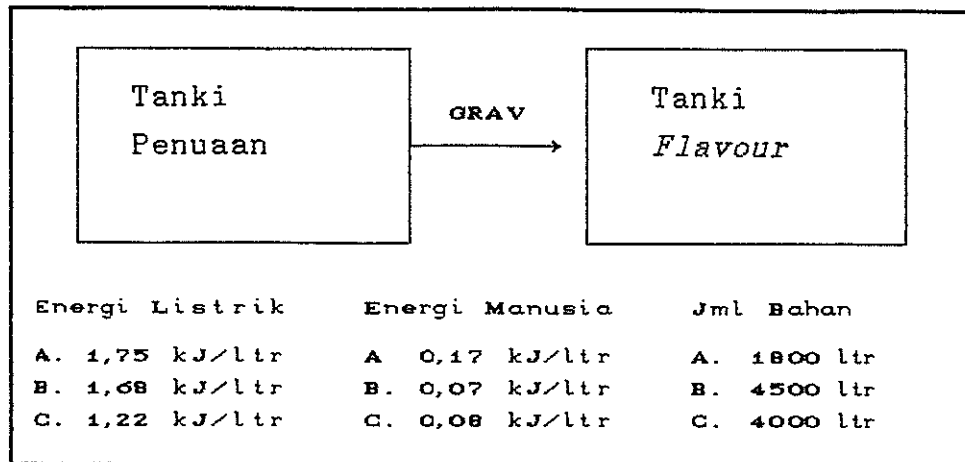 Tanki
Penuaan
GRAV
Tanki
Flavour
Energi Listrik Energi Manusia Jml Bahan
A. 1,75 kJ/ltr A 0,17 kJ/ltr A. 1800 ltr
B. 1,68 kJ/ltr B. 0,07 kJ/ltr B. 4500 ltr
C. 1,22 kJ/ltr C. 0,08 kJ/ltr C. 4000 ltr